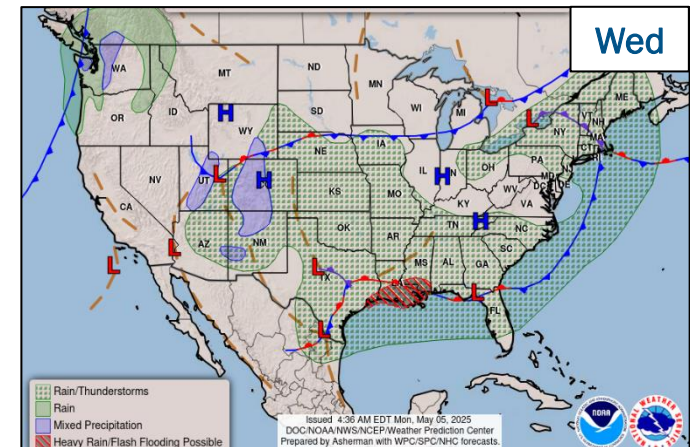 Wed
WA
MT
ND
MN
ME
OR
ID
WY
SD
WI
MI
VT
NH
NY
MA
CT
RI
NE
IA
PA
NV
UT
IL
OH
MD
DE
DC
CA
KS
MO
KY
WV
VA
AZ
NM
OK
AR
TN
NC
TX
MS
AL
GA
SC
LA
FL
H
H
H
H
L
L
L
L
L
L
L
L
Rain/Thunderstorms
Rain
Mixed Precipitation
Heavy Rain/Flash Flooding Possible
Issued 4:36 AM EDT Mon, May 05, 2025
DOC/NOAA/NWS/NCEP/Weather Prediction Center
Prepared by Asherman with WPC/SPC/NHC forecasts.
NOAA
NATIONAL WEATHER SERVICE